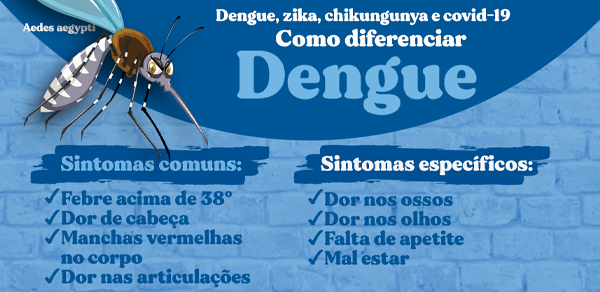 Dengue, zika, chikungunya e covid-19
Aedes aegypti
Como diferenciar
Dengue
Sintomas comuns:
✓Febre acima de 38°
✓Dor de cabeça
✓Manchas vermelhas
no corpo
✓Dor nas articulações
Sintomas específicos:
✓Dor nos ossos
✓Dor nos olhos
✓Falta de apetite
✓Mal estar